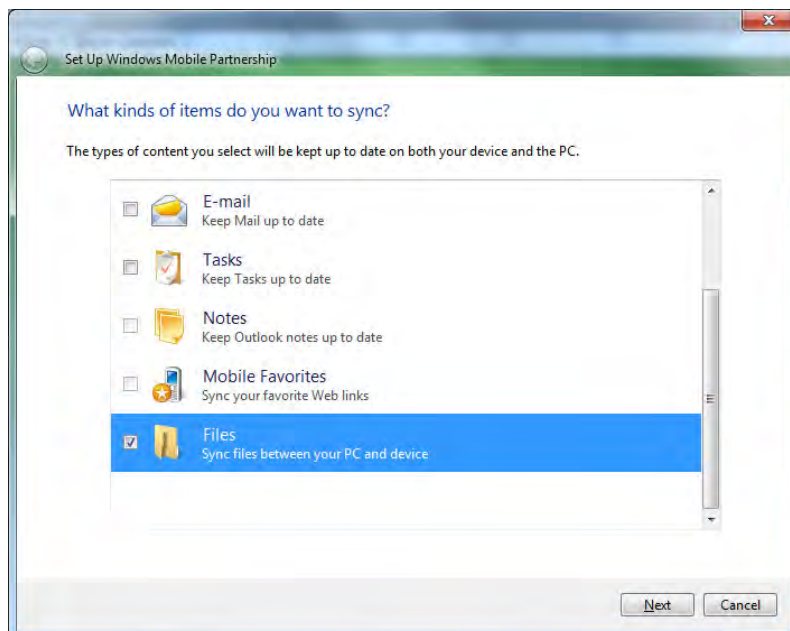 Set Up Windows Mobile Partnership
What kinds of items do you want to sync?
The types of content you select will be kept up to date on both your device and the PC.
E-mail
Keep Mail up to date
Tasks
Keep Tasks up to date
Notes
Keep Outlook notes up to date
Mobile Favorites
Sync your favorite Web links
Files
Sync files between your PC and device
Next
Cancel